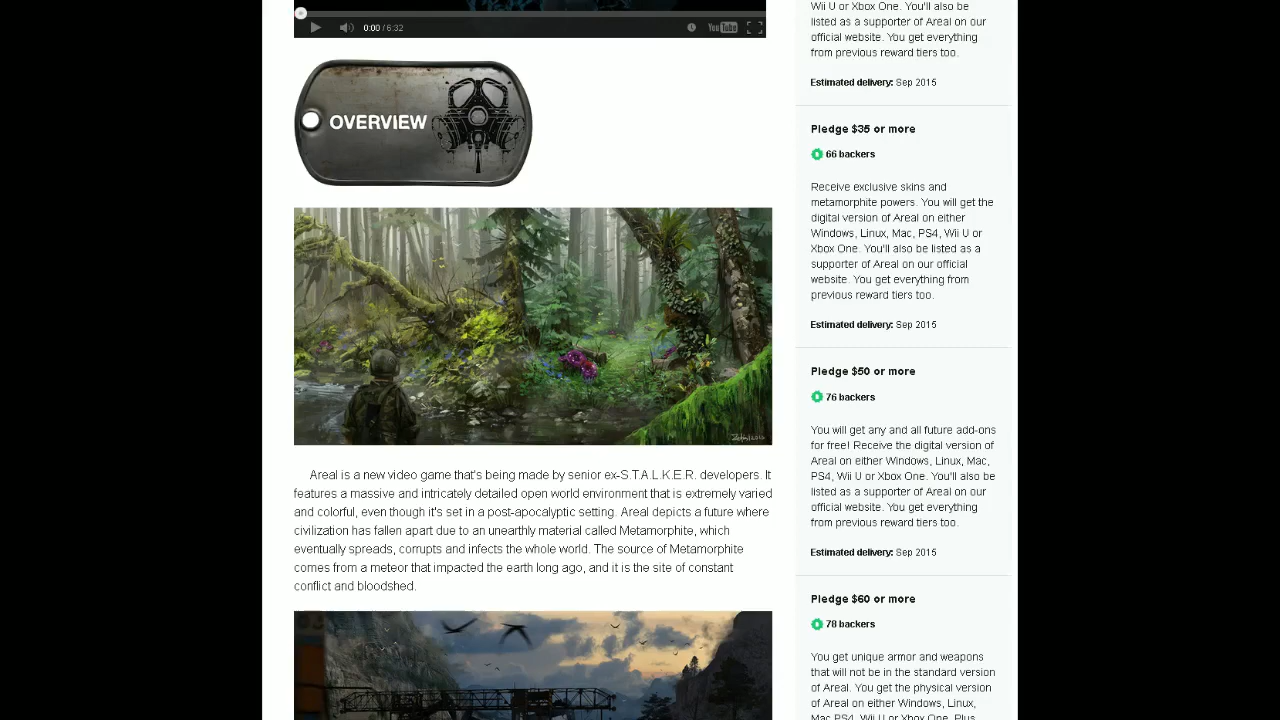 0:00 / 6:32
YouTube
OVERVIEW
Areal is a new video game that's being made by senior ex-S.T.A.L.K.E.R. developers. It
features a massive and intricately detailed open world environment that is extremely varied
and colorful, even though it's set in a post-apocalyptic setting. Areal depicts a future where
civilization has fallen apart due to an unearthly material called Metamorphite, which
eventually spreads, corrupts and infects the whole world. The source of Metamorphite
comes from a meteor that impacted the earth long ago, and it is the site of constant
conflict and bloodshed.
Wii U or Xbox One. You'll also be
listed as a supporter of Areal on our
official website. You get everything
from previous reward tiers too.
Estimated delivery: Sep 2015
Pledge $35 or more
66 backers
Receive exclusive skins and
metamorphite powers. You will get the
digital version of Areal on either
Windows, Linux, Mac, PS4, Wii U or
Xbox One. You'll also be listed as a
supporter of Areal on our official
website. You get everything from
previous reward tiers too.
Estimated delivery: Sep 2015
Pledge $50 or more
76 backers
You will get any and all future add-ons
for free! Receive the digital version of
Areal on either Windows, Linux, Mac,
PS4, Wii U or Xbox One. You'll also be
listed as a supporter of Areal on our
official website. You get everything
from previous reward tiers too.
Estimated delivery: Sep 2015
Pledge $60 or more
78 backers
You get unique armor and weapons
that will not be in the standard version
of Areal. You get the physical version
of Areal on either Windows, Linux,
Mac PS4, Wii U or Xbox One. Plus